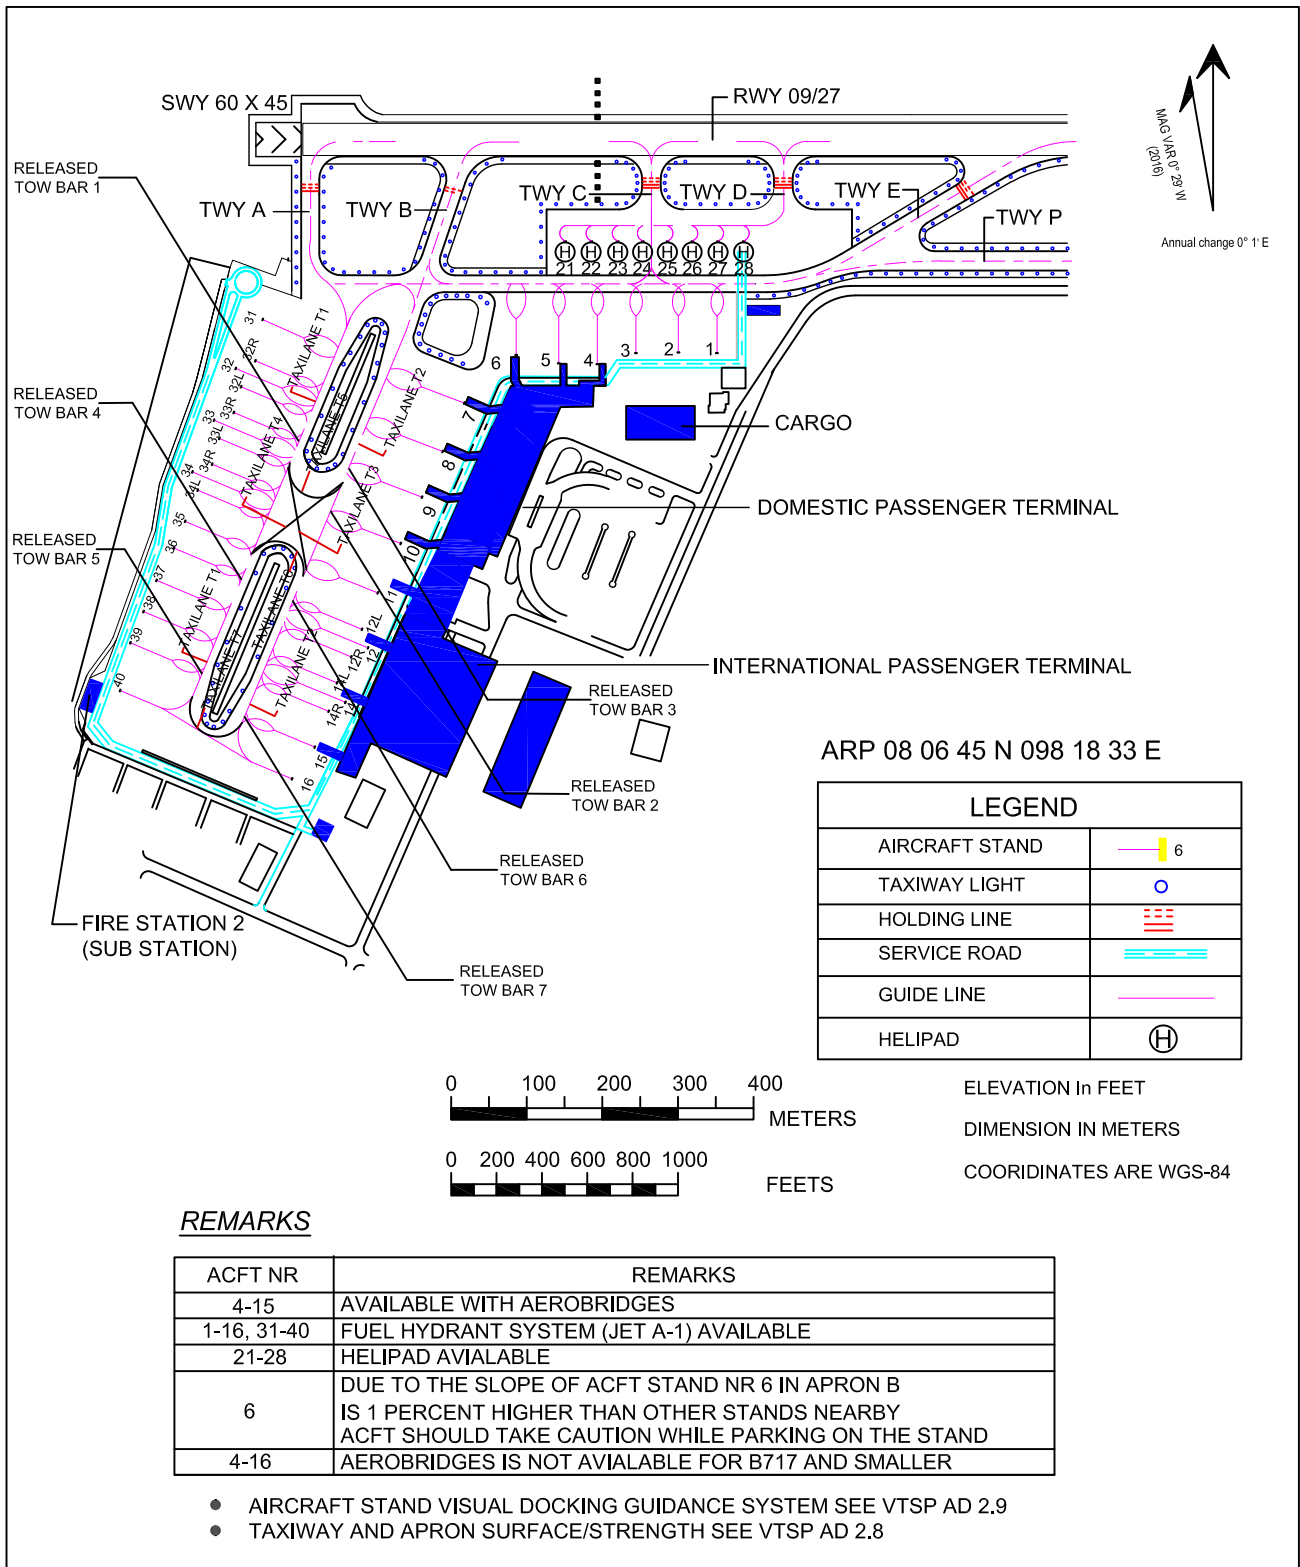 SWY 60 X 45
RWY 09/27
MAG VAR 0° 29' W
(2016)
Annual change 0° 1' E
RELEASED
TOW BAR 1
TWY A
TWY B
TWY C
TWY D
TWY E
TWY P
H H H H H H H H
21 22 23 24 25 26 27 28
31
32R
32
32L
33R
33
33L
34R
34
34L
35
36
37
38
39
40
TAXILANE T1
TAXILANE T2
TAXILANE T5
TAXILANE T4
TAXILANE T3
TAXILANE T1
TAXILANE T6
TAXILANE T7
TAXILANE T2
6 5 4 3 2 1
7
8
9
10
11
12L
12R
12
14R
14
15
16
RELEASED
TOW BAR 4
RELEASED
TOW BAR 5
CARGO
DOMESTIC PASSENGER TERMINAL
INTERNATIONAL PASSENGER TERMINAL
RELEASED
TOW BAR 3
RELEASED
TOW BAR 2
RELEASED
TOW BAR 6
RELEASED
TOW BAR 7
FIRE STATION 2
(SUB STATION)
ARP 08 06 45 N 098 18 33 E
LEGEND
AIRCRAFT STAND 6
TAXIWAY LIGHT
HOLDING LINE
SERVICE ROAD
GUIDE LINE
HELIPAD H
0 100 200 300 400
METERS
0 200 400 600 800 1000
FEETS
ELEVATION In FEET
DIMENSION IN METERS
COORIDINATES ARE WGS-84
REMARKS
ACFT NR REMARKS
4-15 AVAILABLE WITH AEROBRIDGES
1-16, 31-40 FUEL HYDRANT SYSTEM (JET A-1) AVAILABLE
21-28 HELIPAD AVIALABLE
DUE TO THE SLOPE OF ACFT STAND NR 6 IN APRON B
6 IS 1 PERCENT HIGHER THAN OTHER STANDS NEARBY
ACFT SHOULD TAKE CAUTION WHILE PARKING ON THE STAND
4-16 AEROBRIDGES IS NOT AVIALABLE FOR B717 AND SMALLER
● AIRCRAFT STAND VISUAL DOCKING GUIDANCE SYSTEM SEE VTSP AD 2.9
● TAXIWAY AND APRON SURFACE/STRENGTH SEE VTSP AD 2.8